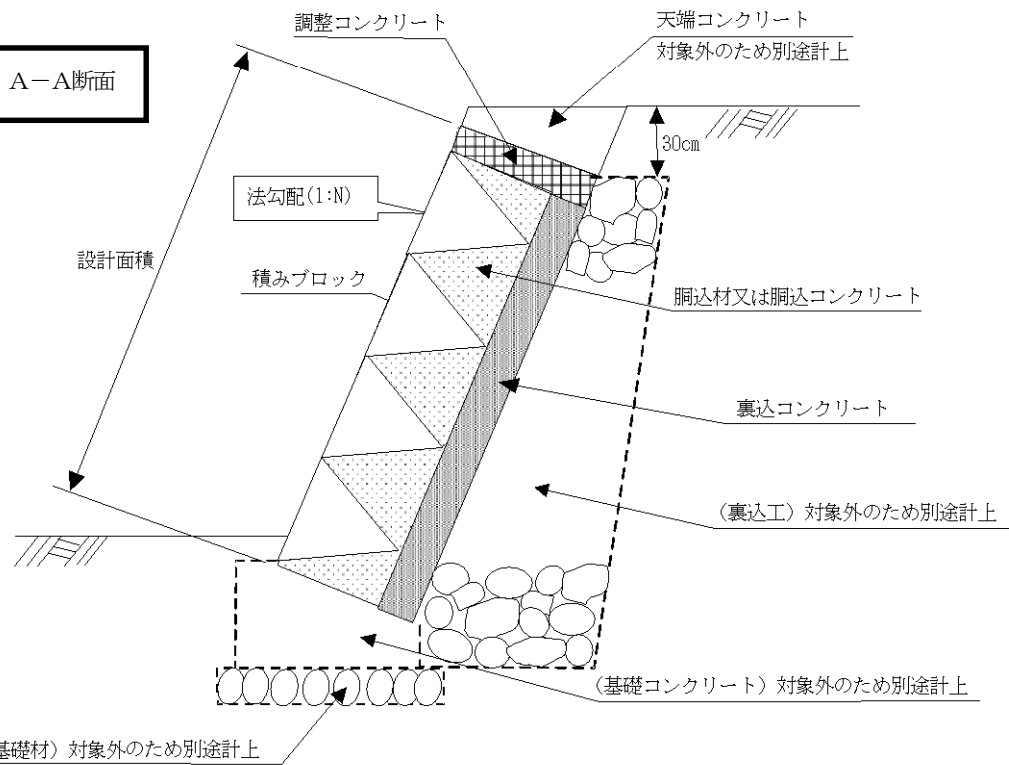 調整コンクリート
天端コンクリート
対象外のため別途計上
A－A断面
30cm
法勾配(1:N)
設計面積
積みブロック
胴込材又は胴込コンクリート
裏込コンクリート
（裏込工）対象外のため別途計上
（基礎コンクリート）対象外のため別途計上
基礎材）対象外のため別途計上